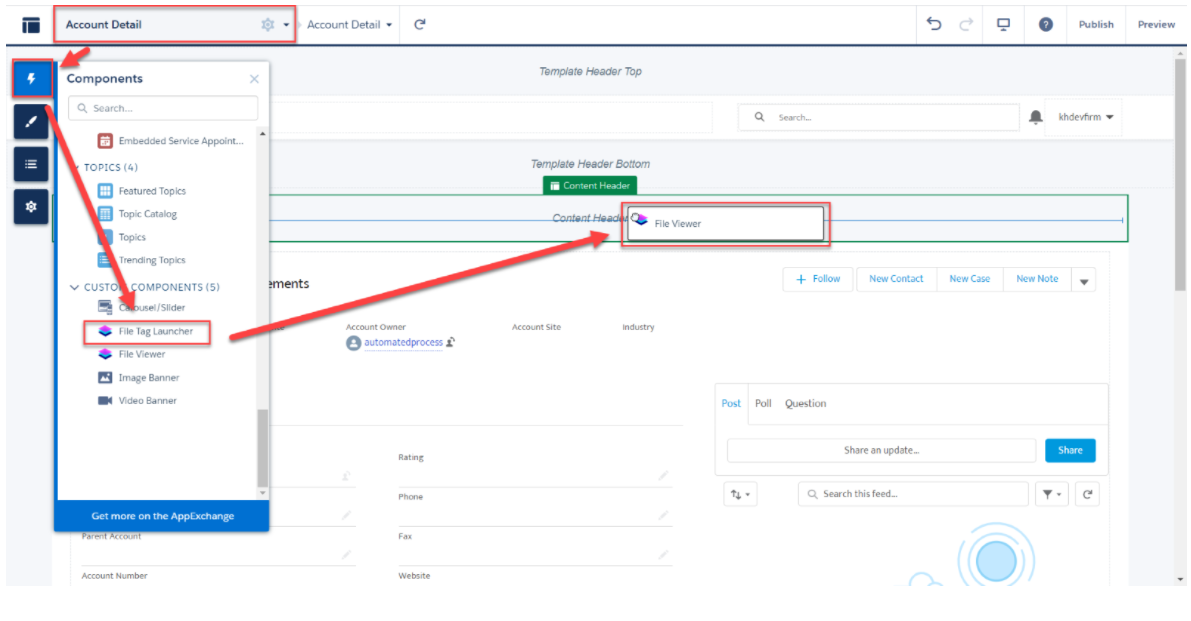 Account Detail
Account Detail
Publish
Preview
Components
Search...
Embedded Service Appoint...
TOPICS (4)
Featured Topics
Topic Catalog
Topics
Trending Topics
CUSTOM COMPONENTS (5)
Carousel/Slider
File Tag Launcher
File Viewer
Image Banner
Video Banner
Get more on the AppExchange
Template Header Top
Search...
khdevfirm
Template Header Bottom
Content Header
Content Header
File Viewer
ements
Follow
New Contact
New Case
New Note
Account Owner
Account Site
Industry
automatedprocess
Post
Poll
Question
Share an update...
Share
Search this feed...
Rating
Phone
Parent Account
Fax
Account Number
Website